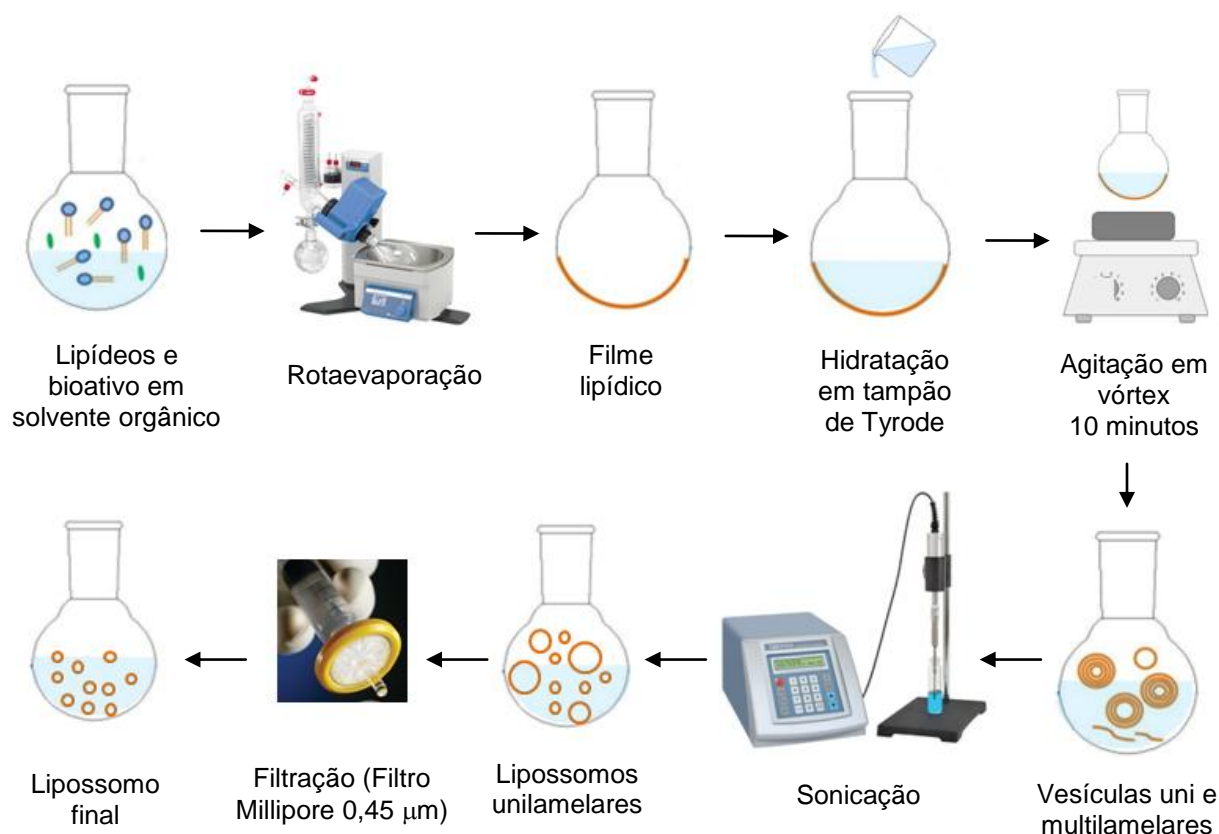 Lipídeos e
bioativo em
solvente orgânico
Rotaevaporação
Filme
lipídico
Hidratação
em tampão
de Tyrode
Agitação em
vórtex
10 minutos
Vesículas uni e
multilamelares
Sonicação
Lipossomos
unilamelares
Filtração (Filtro
Millipore 0,45 μm)
Lipossomo
final